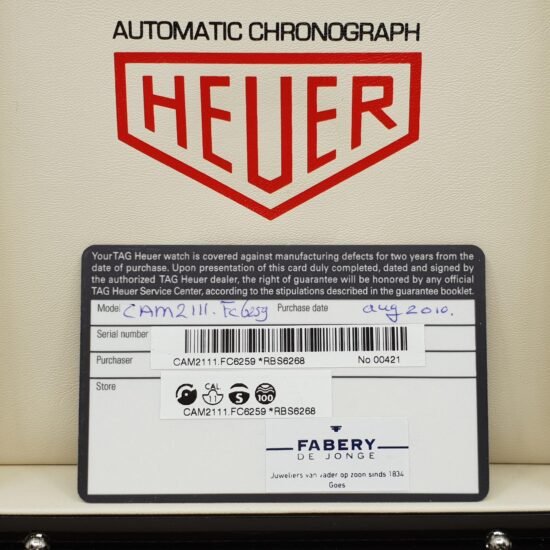 AUTOMATIC CHRONOGRAPH
HEUER
Your TAG Heuer watch is covered against manufacturing defects for two years from the
date of purchase. Upon presentation of this card duly completed, dated and signed by
the authorized TAG Heuer dealer, the right of guarantee will be honored by any official
TAG Heuer Service Center, according to the stipulations described in the guarantee booklet.
Model CAM2111.FC6259 Purchase date aug 2010.
Serial number
Purchaser CAM2111.FC6259 *RBS6268 No 00421
Store
CAL 11 S 100
CAM2111.FC6259 *RBS6268
FABERY
DE JONGE
Juweliers van vader op zoon sinds 1834
Goes